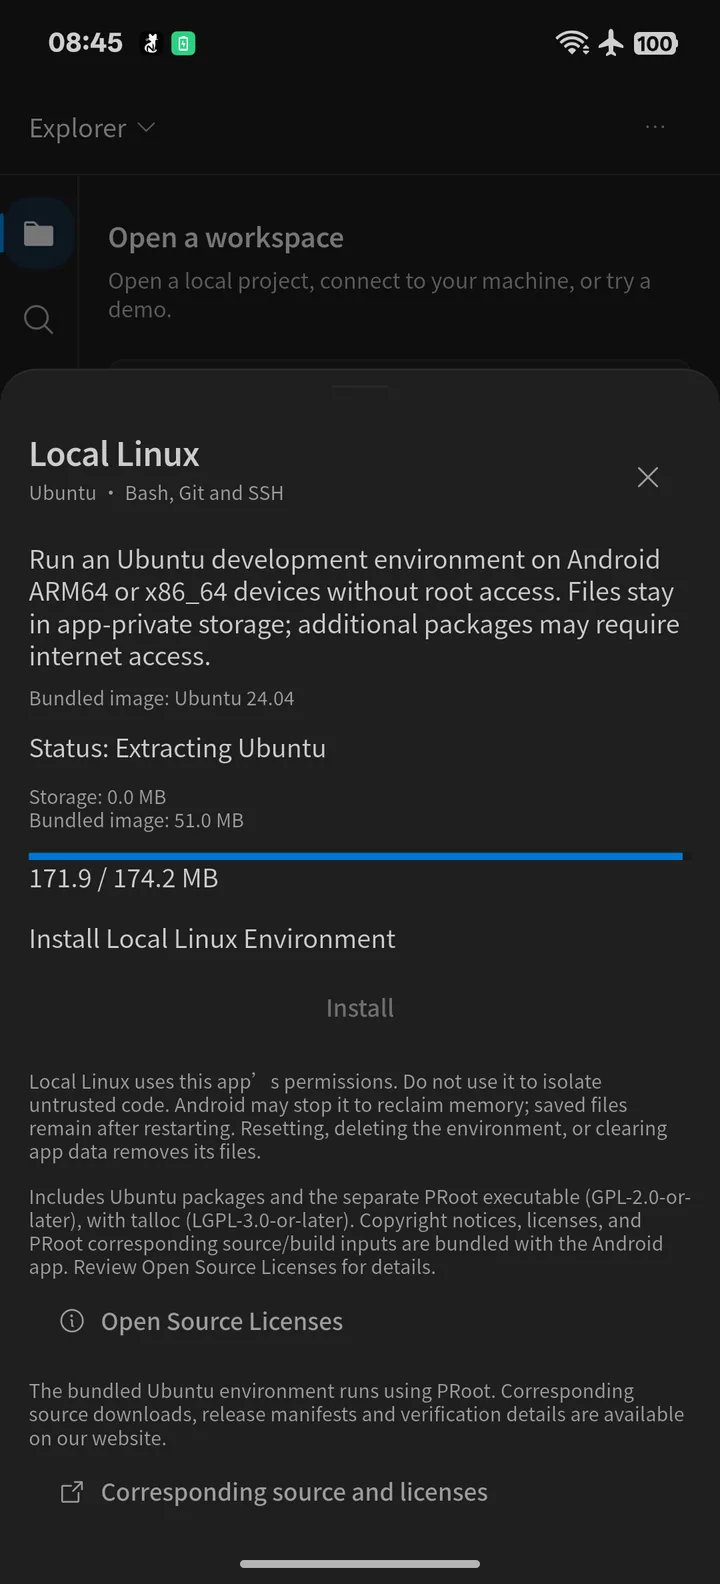 08:45
100
Explorer
Open a workspace
Open a local project, connect to your machine, or try a
demo.
Local Linux
Ubuntu • Bash, Git and SSH
Run an Ubuntu development environment on Android
ARM64 or x86_64 devices without root access. Files stay
in app-private storage; additional packages may require
internet access.
Bundled image: Ubuntu 24.04
Status: Extracting Ubuntu
Storage: 0.0 MB
Bundled image: 51.0 MB
171.9 / 174.2 MB
Install Local Linux Environment
Install
Local Linux uses this app’s permissions. Do not use it to isolate
untrusted code. Android may stop it to reclaim memory; saved files
remain after restarting. Resetting, deleting the environment, or clearing
app data removes its files.
Includes Ubuntu packages and the separate PRoot executable (GPL-2.0-or-
later), with talloc (LGPL-3.0-or-later). Copyright notices, licenses, and
PRoot corresponding source/build inputs are bundled with the Android
app. Review Open Source Licenses for details.
Open Source Licenses
The bundled Ubuntu environment runs using PRoot. Corresponding
source downloads, release manifests and verification details are available
on our website.
Corresponding source and licenses